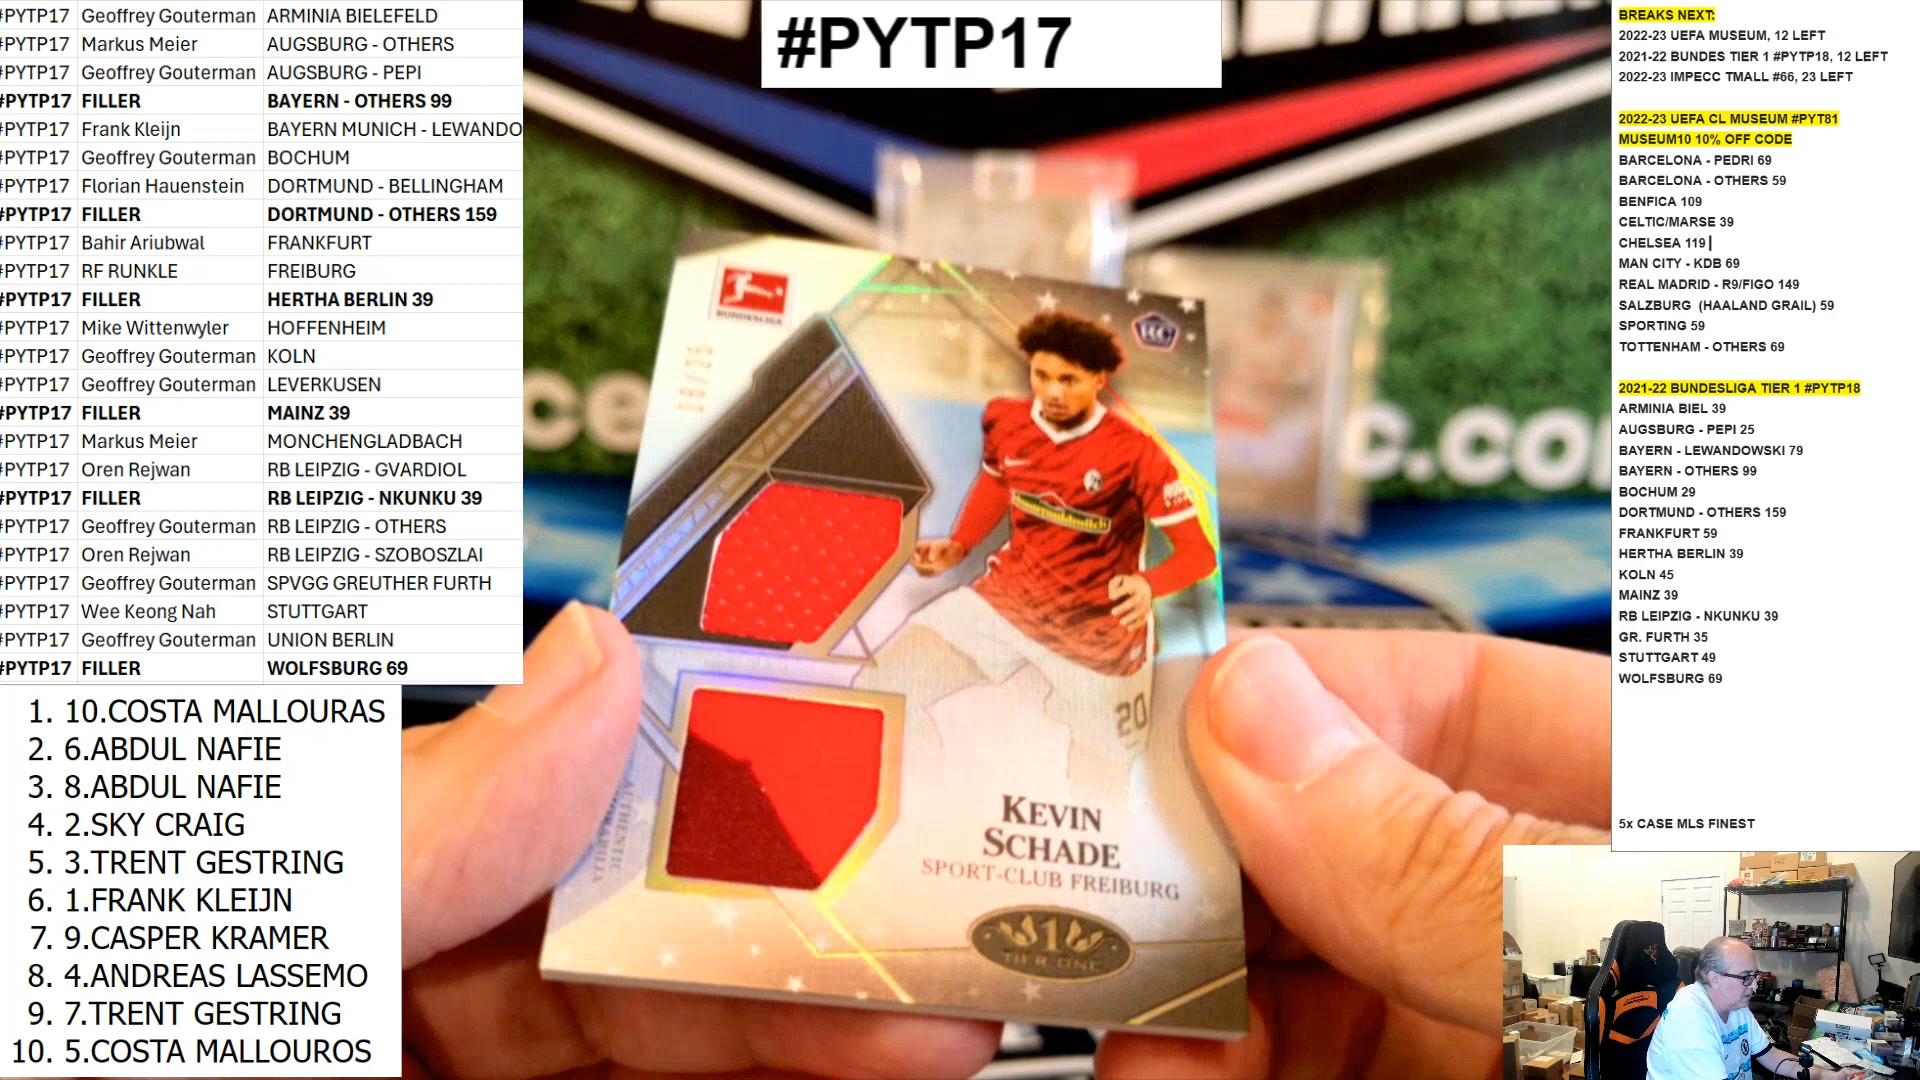 #PYTP17 Geoffrey Gouterman ARMINIA BIELEFELD
#PYTP17 Markus Meier AUGSBURG - OTHERS
#PYTP17 Geoffrey Gouterman AUGSBURG - PEPI
#PYTP17 FILLER BAYERN - OTHERS 99
#PYTP17 Frank Kleijn BAYERN MUNICH - LEWANDO
#PYTP17 Geoffrey Gouterman BOCHUM
#PYTP17 Florian Hauenstein DORTMUND - BELLINGHAM
#PYTP17 FILLER DORTMUND - OTHERS 159
#PYTP17 Bahir Ariubwal FRANKFURT
#PYTP17 RF RUNKLE FREIBURG
#PYTP17 FILLER HERTHA BERLIN 39
#PYTP17 Mike Wittenwyler HOFFENHEIM
#PYTP17 Geoffrey Gouterman KOLN
#PYTP17 Geoffrey Gouterman LEVERKUSEN
#PYTP17 FILLER MAINZ 39
#PYTP17 Markus Meier MONCHENGLADBACH
#PYTP17 Oren Rejwan RB LEIPZIG - GVARDIOL
#PYTP17 FILLER RB LEIPZIG - NKUNKU 39
#PYTP17 Geoffrey Gouterman RB LEIPZIG - OTHERS
#PYTP17 Oren Rejwan RB LEIPZIG - SZOBOSZLAI
#PYTP17 Geoffrey Gouterman SPVGG GREUTHER FURTH
#PYTP17 Wee Keong Nah STUTTGART
#PYTP17 Geoffrey Gouterman UNION BERLIN
#PYTP17 FILLER WOLFSBURG 69
1. 10.COSTA MALLOURAS
2. 6.ABDUL NAFIE
3. 8.ABDUL NAFIE
4. 2.SKY CRAIG
5. 3.TRENT GESTRING
6. 1.FRANK KLEIJN
7. 9.CASPER KRAMER
8. 4.ANDREAS LASSEMO
9. 7.TRENT GESTRING
10. 5.COSTA MALLOUROS
#PYTP17
BUNDESLIGA
RC
20
KEVIN
SCHADE
SPORT-CLUB FREIBURG
1
TIER ONE
AUTHENTIC
MEMORABILIA
ce
c.co
BREAKS NEXT:
2022-23 UEFA MUSEUM, 12 LEFT
2021-22 BUNDES TIER 1 #PYTP18, 12 LEFT
2022-23 IMPECC TMALL #66, 23 LEFT
2022-23 UEFA CL MUSEUM #PYT81
MUSEUM10 10% OFF CODE
BARCELONA - PEDRI 69
BARCELONA - OTHERS 59
BENFICA 109
CELTIC/MARSE 39
CHELSEA 119
MAN CITY - KDB 69
REAL MADRID - R9/FIGO 149
SALZBURG (HAALAND GRAIL) 59
SPORTING 59
TOTTENHAM - OTHERS 69
2021-22 BUNDESLIGA TIER 1 #PYTP18
ARMINIA BIEL 39
AUGSBURG - PEPI 25
BAYERN - LEWANDOWSKI 79
BAYERN - OTHERS 99
BOCHUM 29
DORTMUND - OTHERS 159
FRANKFURT 59
HERTHA BERLIN 39
KOLN 45
MAINZ 39
RB LEIPZIG - NKUNKU 39
GR. FURTH 35
STUTTGART 49
WOLFSBURG 69
5x CASE MLS FINEST